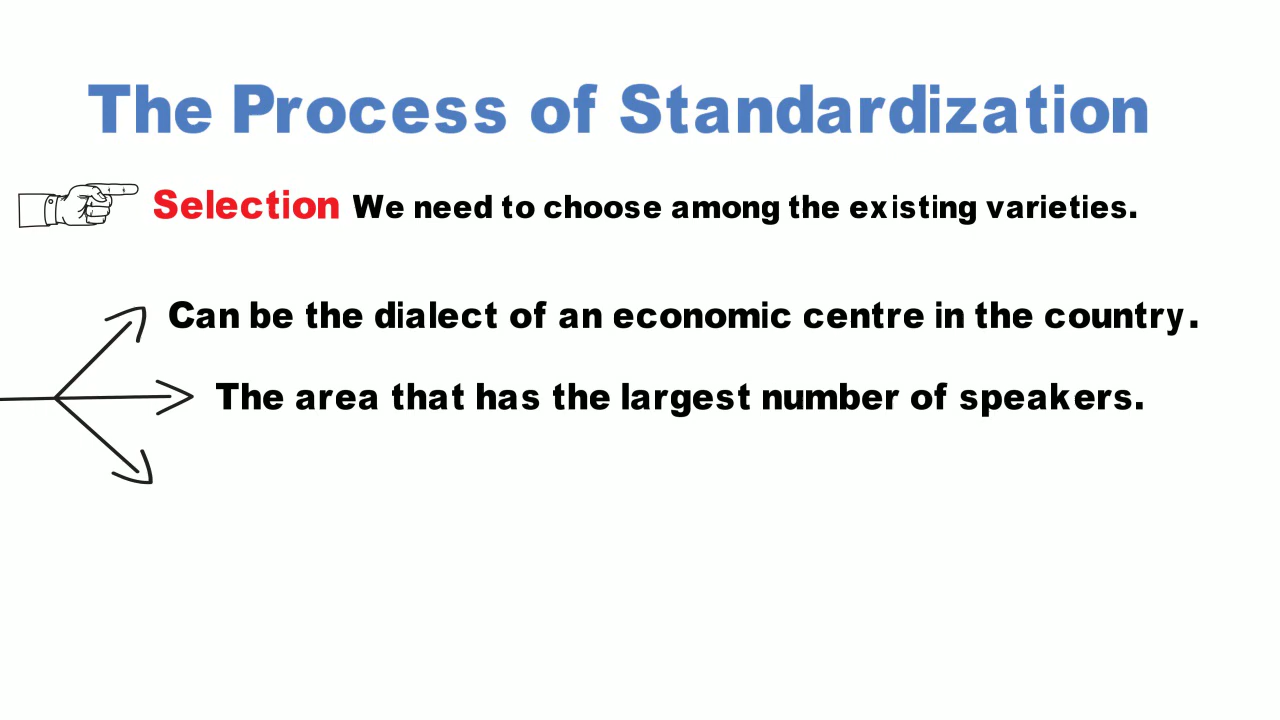 The Process of Standardization
Selection We need to choose among the existing varieties.
Can be the dialect of an economic centre in the country.
The area that has the largest number of speakers.